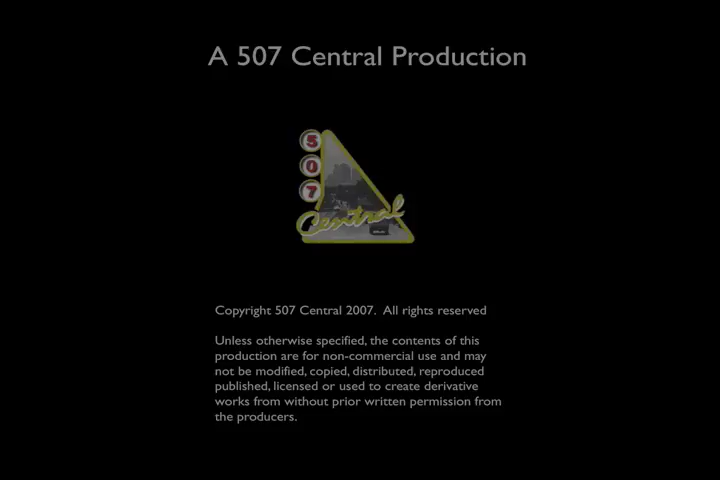 A 507 Central Production
5
0
7
Central
Copyright 507 Central 2007.  All rights reserved
Unless otherwise specified, the contents of this
production are for non-commercial use and may
not be modified, copied, distributed, reproduced
published, licensed or used to create derivative
works from without prior written permission from
the producers.